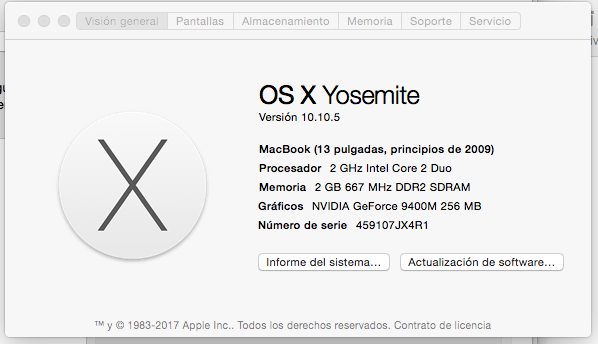 Visión general Pantallas Almacenamiento Memoria Soporte Servicio
OS X Yosemite
Versión 10.10.5
MacBook (13 pulgadas, principios de 2009)
Procesador 2 GHz Intel Core 2 Duo
Memoria 2 GB 667 MHz DDR2 SDRAM
Gráficos NVIDIA GeForce 9400M 256 MB
Número de serie 459107JX4R1
Informe del sistema... Actualización de software...
™ y © 1983-2017 Apple Inc.. Todos los derechos reservados. Contrato de licencia